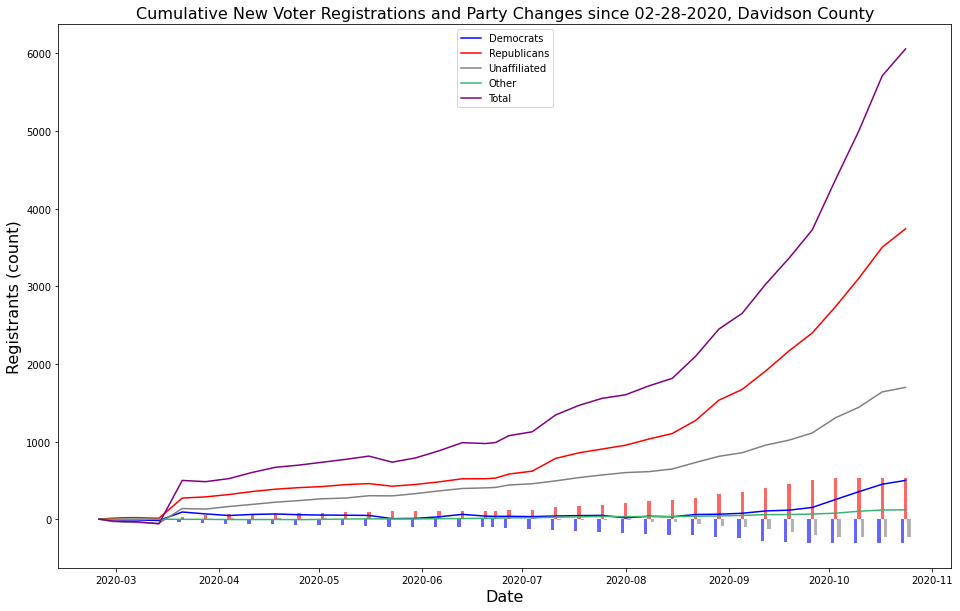 Cumulative New Voter Registrations and Party Changes since 02-28-2020, Davidson County
Democrats
Republicans
Unaffiliated
Other
Total
Registrants (count)
6000
5000
4000
3000
2000
1000
0
2020-03 2020-04 2020-05 2020-06 2020-07 2020-08 2020-09 2020-10 2020-11
Date